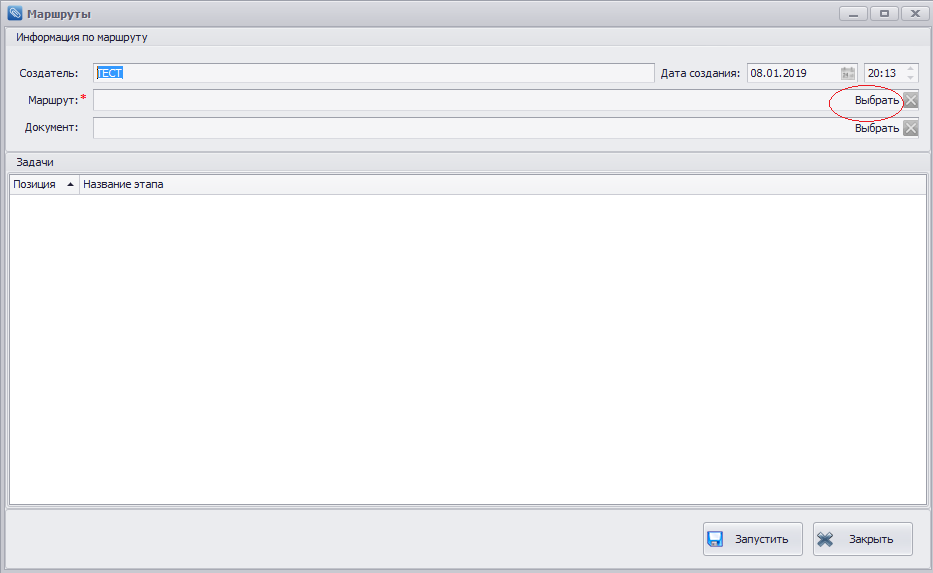 Маршруты
Информация по маршруту
Создатель: ТЕСТ Дата создания: 08.01.2019 20:13
Маршрут:* Выбрать
Документ: Выбрать
Задачи
Позиция Название этапа
Запустить Закрыть